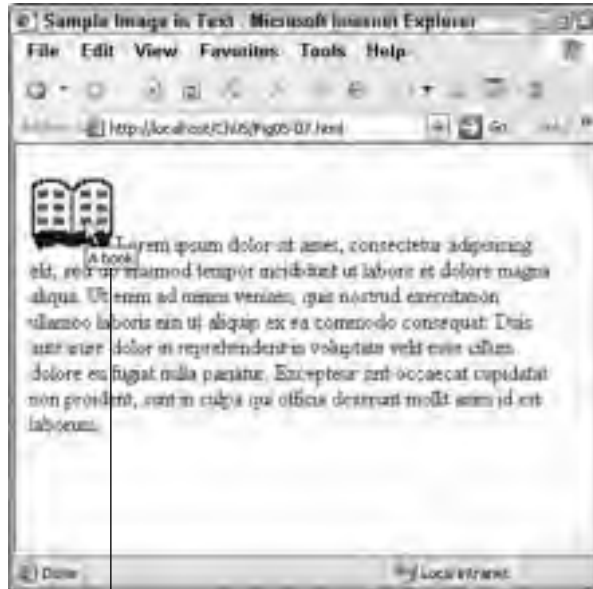 Sample Image in Text - Microsoft Internet Explorer
File Edit View Favorites Tools Help
http://localhost/Ch05/Fig05-07.html Go
A book
Lorem ipsum dolor sit amet, consectetur adipisicing
elit, sed do eiusmod tempor incididunt ut labore et dolore magna
aliqua. Ut enim ad minim veniam, quis nostrud exercitation
ullamco laboris nisi ut aliquip ex ea commodo consequat. Duis
aute irure dolor in reprehenderit in voluptate velit esse cillum
dolore eu fugiat nulla pariatur. Excepteur sint occaecat cupidatat
non proident, sunt in culpa qui officia deserunt mollit anim id est
laborum.
Done Local intranet